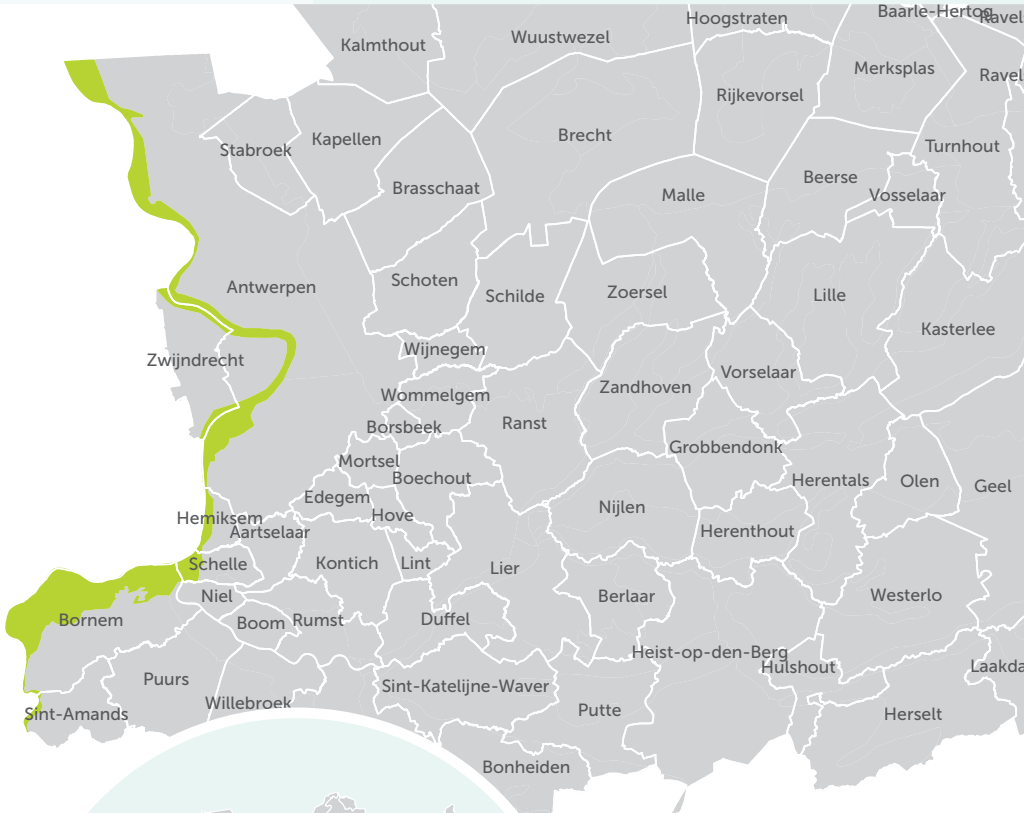 Hoogstraten
Baarle-Hertog
Ravel
Kalmthout
Wuustwezel
Merksplas
Ravel
Rijkevorsel
Brecht
Kapellen
Stabroek
Turnhout
Beerse
Brasschaat
Malle
Vosselaar
Antwerpen
Schoten
Schilde
Zoersel
Lille
Kasterlee
Wijnegem
Zwijndrecht
Vorselaar
Zandhoven
Wommelgem
Ranst
Borsbeek
Grobbendonk
Mortsel
Boechout
Herentals
Olen
Geel
Edegem
Hove
Nijlen
Hemiksem
Aartselaar
Herenthout
Schelle
Kontich
Lint
Lier
Niel
Berlaar
Westerlo
Bornem
Boom
Rumst
Duffel
Heist-op-den-Berg
Hulshout
Laakda
Puurs
Sint-Katelijne-Waver
Willebroek
Sint-Amands
Putte
Herselt
Bonheiden